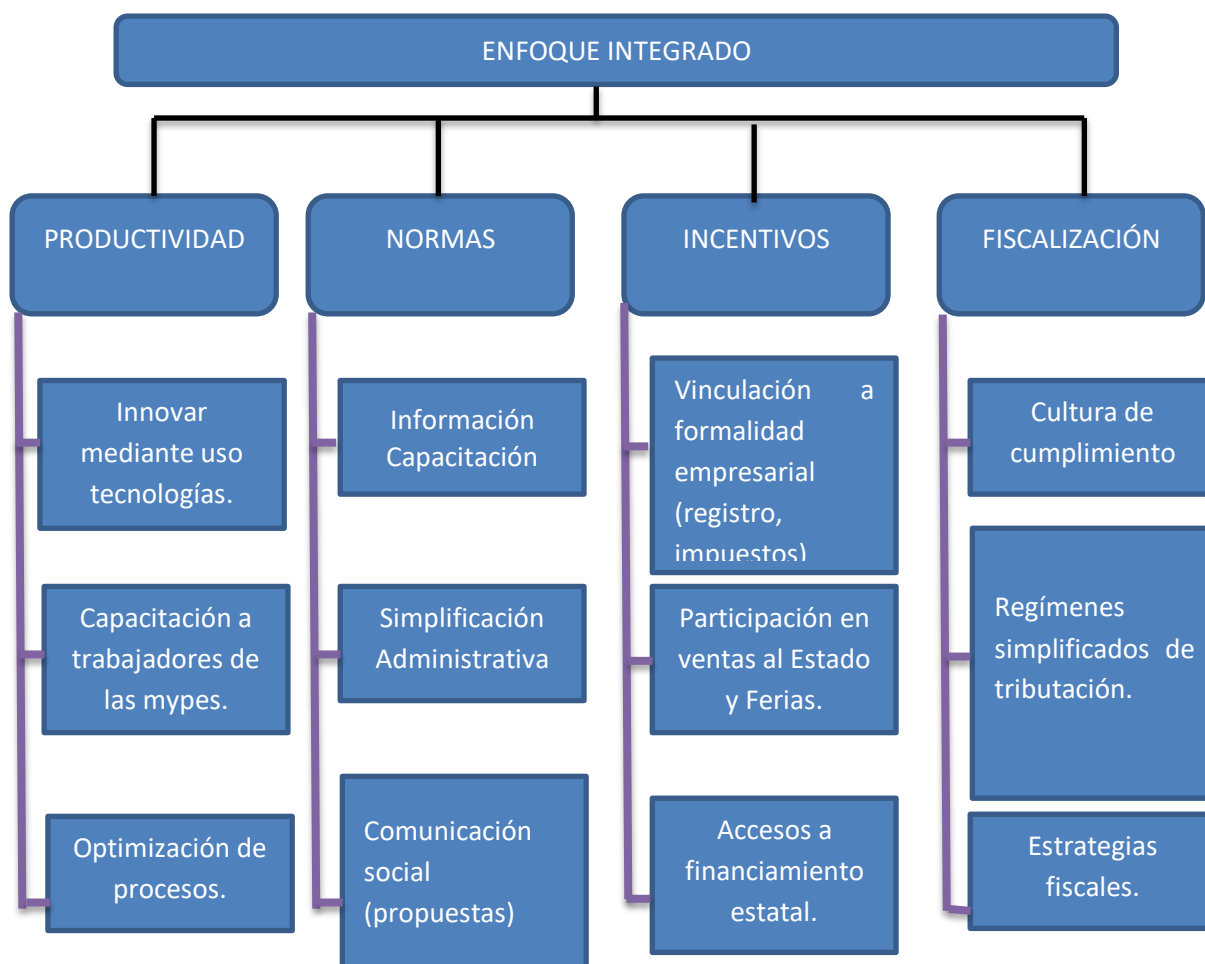 ENFOQUE INTEGRADO
PRODUCTIVIDAD
Innovar
mediante uso
tecnologías.
Capacitación a
trabajadores de
las mypes.
Optimización de
procesos.
NORMAS
Información
Capacitación
Simplificación
Administrativa
Comunicación
social
(propuestas)
INCENTIVOS
Vinculación a
formalidad
empresarial
(registro,
impuestos)
Participación en
ventas al Estado
y Ferias.
Accesos a
financiamiento
estatal.
FISCALIZACIÓN
Cultura de
cumplimiento
Regímenes
simplificados de
tributación.
Estrategias
fiscales.